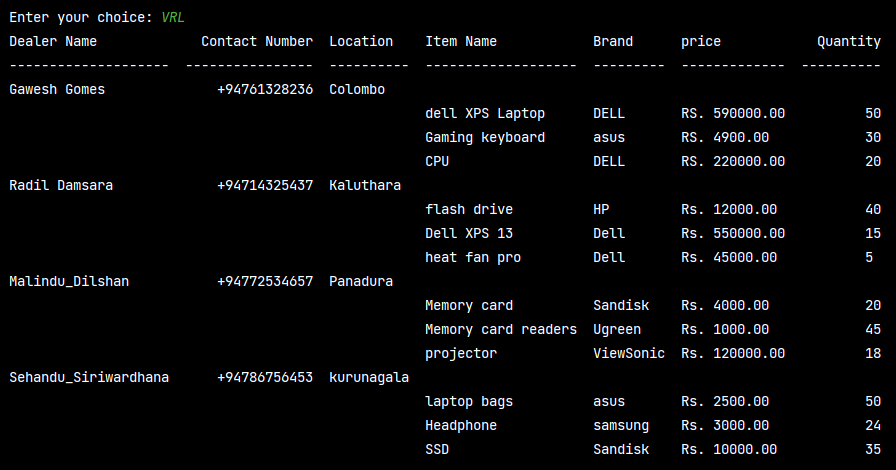 Enter your choice: VRL
Dealer Name             Contact Number  Location    Item Name            Brand      price            Quantity
--------------------  ----------------  ----------  -------------------  ---------  -------------  ----------
Gawesh Gomes              +94761328236  Colombo
                                                    dell XPS Laptop      DELL       RS. 590000.00          50
                                                    Gaming keyboard      asus       RS. 4900.00            30
                                                    CPU                  DELL       RS. 220000.00          20
Radil Damsara             +94714325437  Kaluthara
                                                    flash drive          HP         Rs. 12000.00           40
                                                    Dell XPS 13          Dell       Rs. 550000.00          15
                                                    heat fan pro         Dell       Rs. 45000.00           5
Malindu_Dilshan           +94772534657  Panadura
                                                    Memory card          Sandisk    Rs. 4000.00            20
                                                    Memory card readers  Ugreen     Rs. 1000.00            45
                                                    projector            ViewSonic  Rs. 120000.00          18
Sehandu_Siriwardhana      +94786756453  kurunagala
                                                    laptop bags          asus       Rs. 2500.00            50
                                                    Headphone            samsung    Rs. 3000.00            24
                                                    SSD                  Sandisk    Rs. 10000.00           35